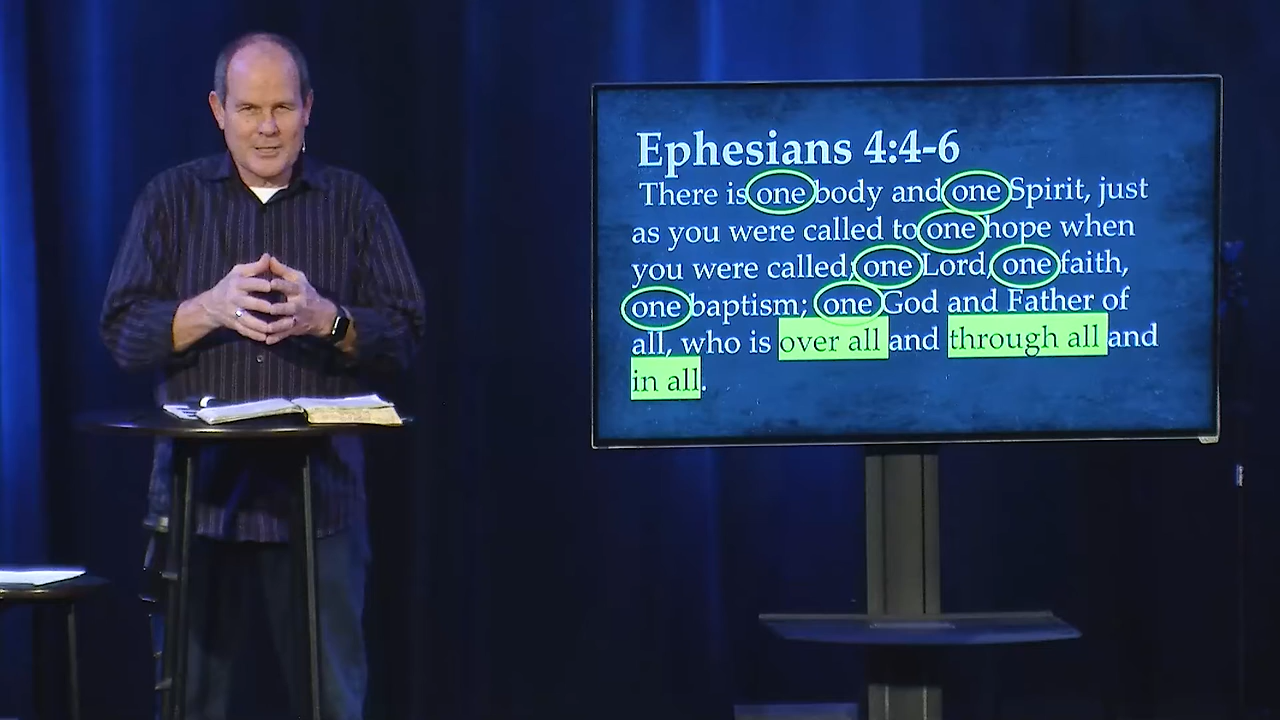 Ephesians 4:4-6
There is one body and one Spirit, just
as you were called to one hope when
you were called; one Lord, one faith,
one baptism; one God and Father of
all, who is over all and through all and
in all.